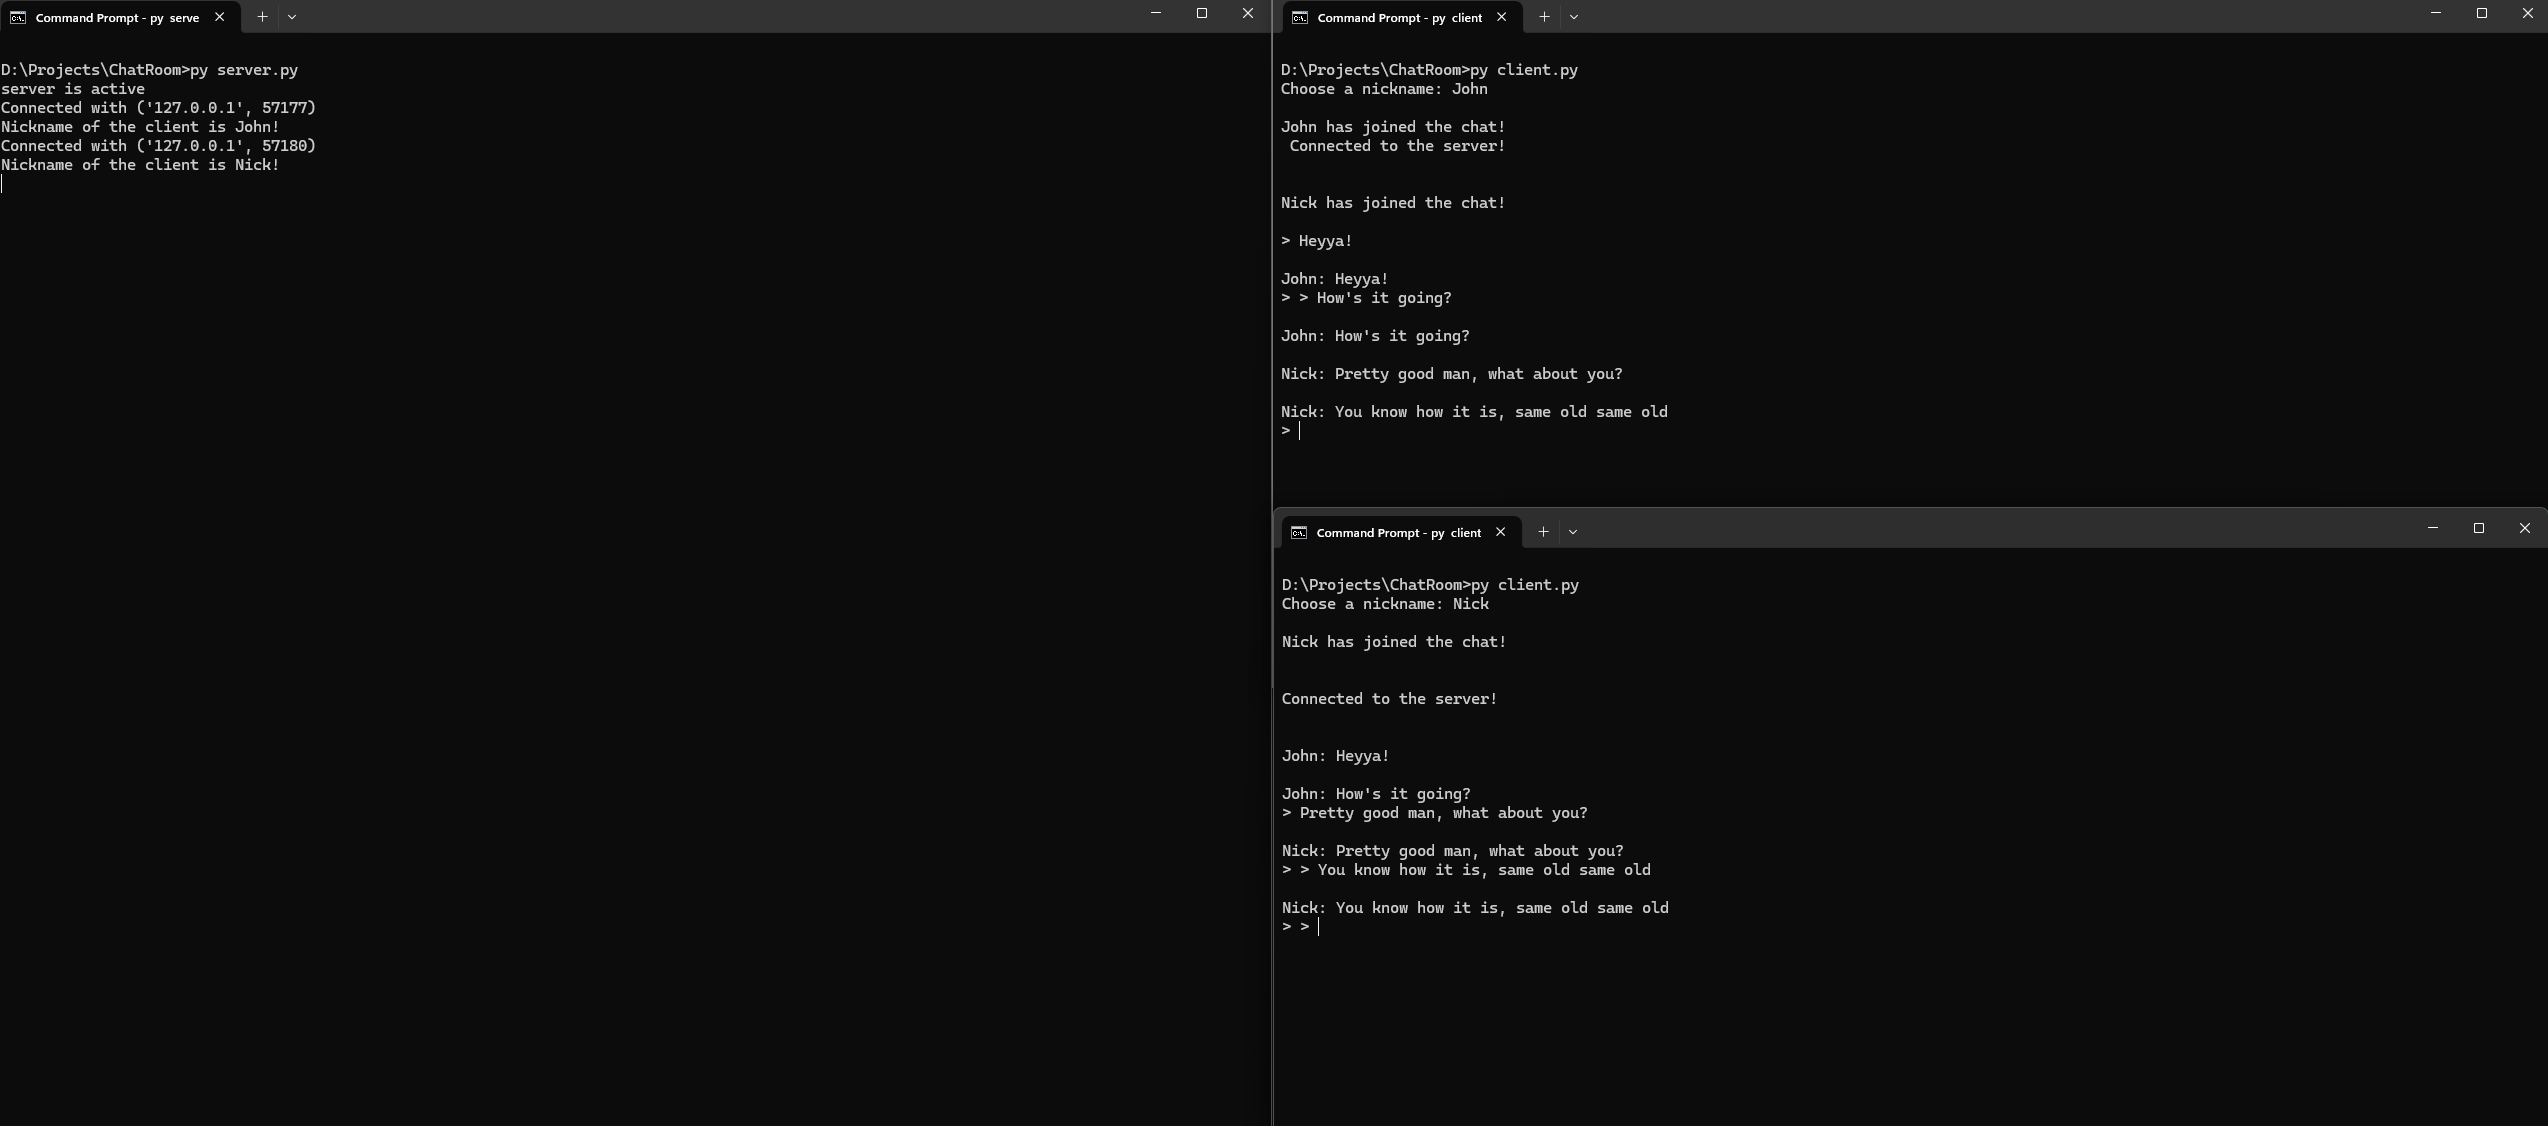 Command Prompt - py  serve
D:\Projects\ChatRoom>py server.py
server is active
Connected with ('127.0.0.1', 57177)
Nickname of the client is John!
Connected with ('127.0.0.1', 57180)
Nickname of the client is Nick!
Command Prompt - py  client
D:\Projects\ChatRoom>py client.py
Choose a nickname: John
John has joined the chat!
 Connected to the server!
Nick has joined the chat!
> Heyya!
John: Heyya!
> > How's it going?
John: How's it going?
Nick: Pretty good man, what about you?
Nick: You know how it is, same old same old
>
Command Prompt - py  client
D:\Projects\ChatRoom>py client.py
Choose a nickname: Nick
Nick has joined the chat!
Connected to the server!
John: Heyya!
John: How's it going?
> Pretty good man, what about you?
Nick: Pretty good man, what about you?
> > You know how it is, same old same old
Nick: You know how it is, same old same old
> >